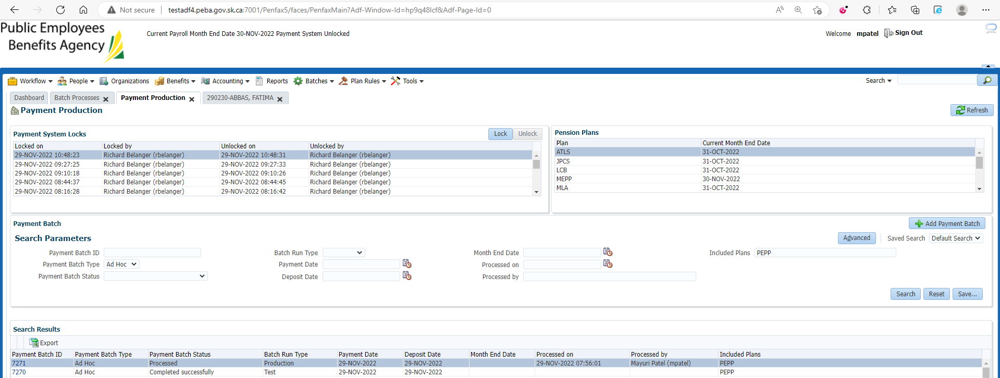 Not secure testadf4.peba.gov.sk.ca:7001/Penfax5/faces/PenfaxMain?Adf-Window-Id=hp9q48lcf&Adf-Page-Id=0
Public Employees
Benefits Agency
Current Payroll Month End Date 30-NOV-2022 Payment System Unlocked
Welcome mpatel Sign Out
Workflow People Organizations Benefits Accounting Reports Batches Plan Rules Tools Search
Dashboard Batch Processes Payment Production 290230-ABBAS, FATIMA
Payment Production Refresh
Payment System Locks Lock Unlock
Locked on Locked by Unlocked on Unlocked by
29-NOV-2022 10:48:23 Richard Belanger (rbelanger) 29-NOV-2022 10:48:31 Richard Belanger (rbelanger)
29-NOV-2022 09:27:25 Richard Belanger (rbelanger) 29-NOV-2022 09:27:33 Richard Belanger (rbelanger)
29-NOV-2022 09:10:18 Richard Belanger (rbelanger) 29-NOV-2022 09:10:26 Richard Belanger (rbelanger)
29-NOV-2022 08:44:37 Richard Belanger (rbelanger) 29-NOV-2022 08:44:45 Richard Belanger (rbelanger)
29-NOV-2022 08:16:28 Richard Belanger (rbelanger) 29-NOV-2022 08:16:42 Richard Belanger (rbelanger)
Pension Plans
Plan Current Month End Date
ATLS 31-OCT-2022
JPCS 31-OCT-2022
LCB 31-OCT-2022
MEPP 30-NOV-2022
MLA 31-OCT-2022
Payment Batch Add Payment Batch
Search Parameters Advanced Saved Search Default Search
Payment Batch ID Batch Run Type Month End Date Included Plans PEPP
Payment Batch Type Ad Hoc Payment Date Processed on
Payment Batch Status Deposit Date Processed by
Search Reset Save...
Search Results
Export
Payment Batch ID Payment Batch Type Payment Batch Status Batch Run Type Payment Date Deposit Date Month End Date Processed on Processed by Included Plans
7271 Ad Hoc Processed Production 29-NOV-2022 29-NOV-2022 29-NOV-2022 07:56:01 Mayuri Patel (mpatel) PEPP
7270 Ad Hoc Completed successfully Test 29-NOV-2022 29-NOV-2022 PEPP